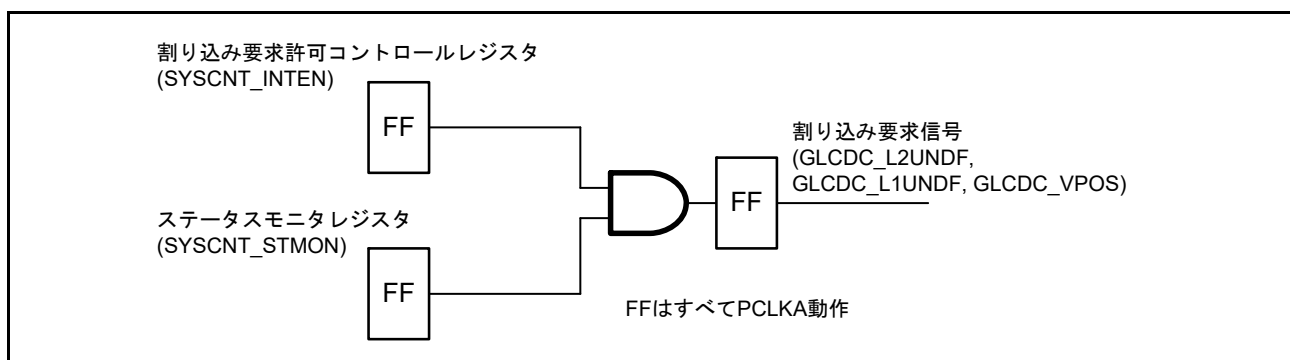 割り込み要求許可コントロールレジスタ
(SYSCNT_INTEN)
FF
割り込み要求信号
(GLCDC_L2UNDF,
GLCDC_L1UNDF, GLCDC_VPOS)
FF
ステータスモニタレジスタ
(SYSCNT_STMON)
FF
FFはすべてPCLKA動作